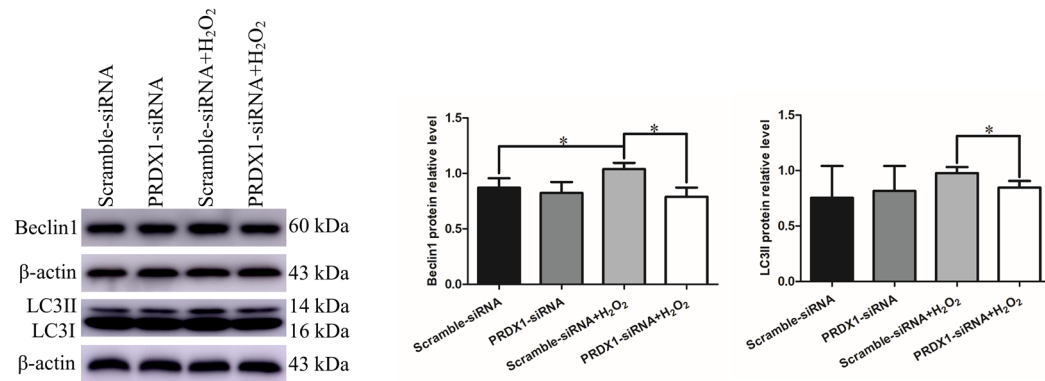 Scramble-siRNA
PRDX1-siRNA
Scramble-siRNA+H₂O₂
PRDX1-siRNA+H₂O₂
Beclin1 60 kDa
β-actin 43 kDa
LC3II 14 kDa
LC3I 16 kDa
β-actin 43 kDa
Beclin1 protein relative level
1.5
1.0
0.5
0.0
* *
Scramble-siRNA
PRDX1-siRNA
Scramble-siRNA+H₂O₂
PRDX1-siRNA+H₂O₂
LC3II protein relative level
1.5
1.0
0.5
0.0
*
Scramble-siRNA
PRDX1-siRNA
Scramble-siRNA+H₂O₂
PRDX1-siRNA+H₂O₂